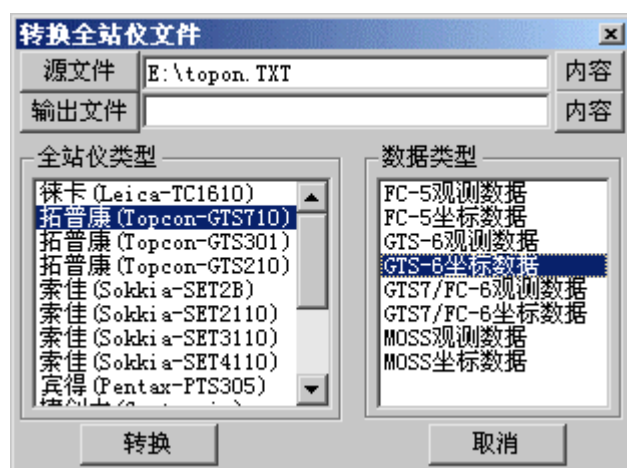 转换全站仪文件
源文件 E:\topon.TXT 内容
输出文件 内容
全站仪类型
徕卡(Leica-TC1610)
拓普康(Topcon-GTS710)
拓普康(Topcon-GTS301)
拓普康(Topcon-GTS210)
索佳(Sokkia-SET2B)
索佳(Sokkia-SET2110)
索佳(Sokkia-SET3110)
索佳(Sokkia-SET4110)
宾得(Pentax-PTS305)
数据类型
FC-5观测数据
FC-5坐标数据
GTS-6观测数据
GTS-6坐标数据
GTS7/FC-6观测数据
GTS7/FC-6坐标数据
MOSS观测数据
MOSS坐标数据
转换 取消